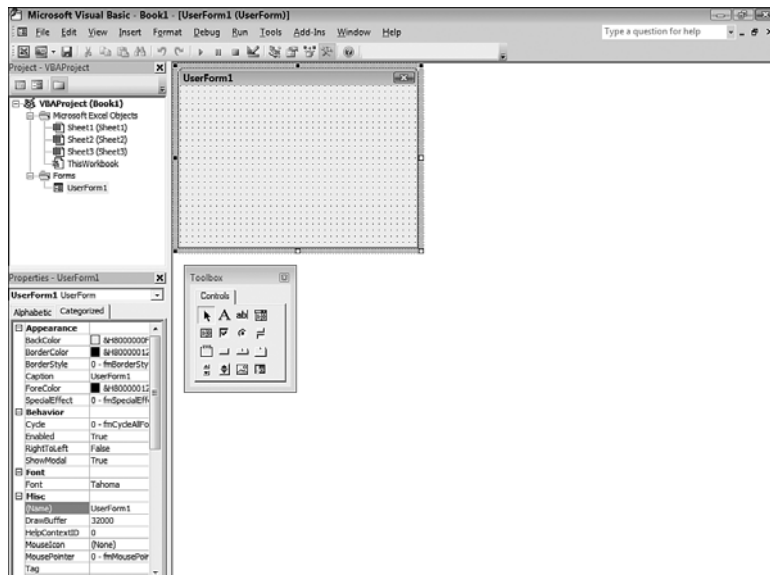 Microsoft Visual Basic - Book1 - [UserForm1 (UserForm)]
File Edit View Insert Format Debug Run Tools Add-Ins Window Help
Type a question for help
Project - VBAProject
VBAProject (Book1)
Microsoft Excel Objects
Sheet1 (Sheet1)
Sheet2 (Sheet2)
Sheet3 (Sheet3)
ThisWorkbook
Forms
UserForm1
UserForm1
Toolbox
Controls
A abl
Properties - UserForm1
UserForm1 UserForm
Alphabetic Categorized
Appearance
BackColor &H8000000F
BorderColor &H80000012
BorderStyle 0 - fmBorderSty
Caption UserForm1
ForeColor &H80000012
SpecialEffect 0 - fmSpecialEff
Behavior
Cycle 0 - fmCycleAllFo
Enabled True
RightToLeft False
ShowModal True
Font
Font Tahoma
Misc
(Name) UserForm1
DrawBuffer 32000
HelpContextID 0
MouseIcon (None)
MousePointer 0 - fmMousePoin
Tag